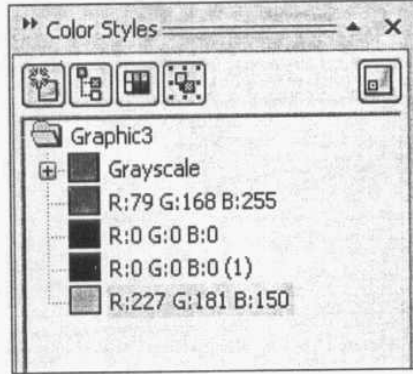 Color Styles
Graphic3
Grayscale
R:79 G:168 B:255
R:0 G:0 B:0
R:0 G:0 B:0 (1)
R:227 G:181 B:150